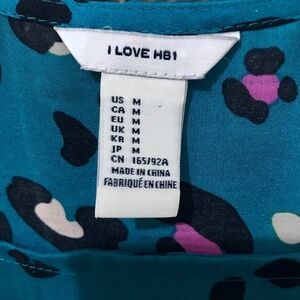 I LOVE H81
US M
CA M
EU M
UK M
KR M
JP M
CN 165/92A
MADE IN CHINA
FABRIQUÉ EN CHINE